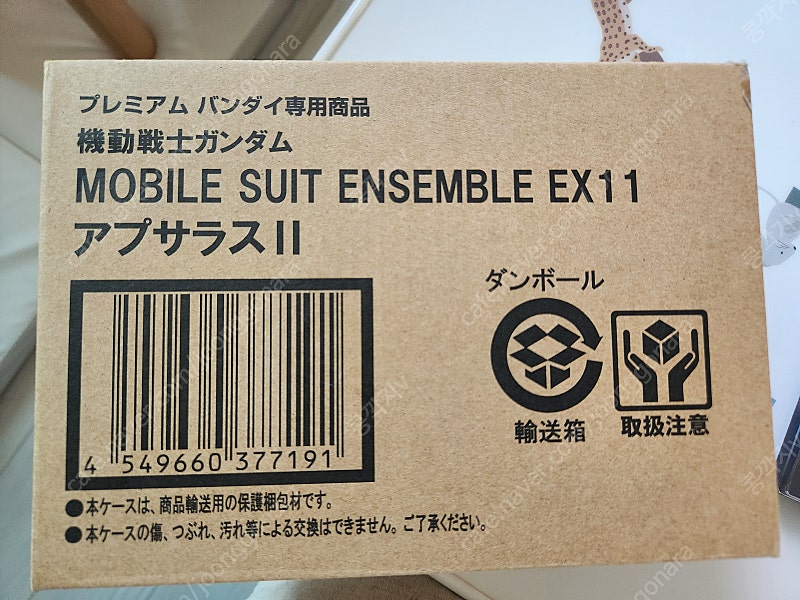 プレミアム バンダイ専用商品
機動戦士ガンダム
MOBILE SUIT ENSEMBLE EX11
アプサラスII
4 549660 377191
ダンボール
輸送箱
取扱注意
●本ケースは、商品輸送用の保護梱包材です。
●本ケースの傷、つぶれ、汚れ等による交換はできません。ご了承ください。